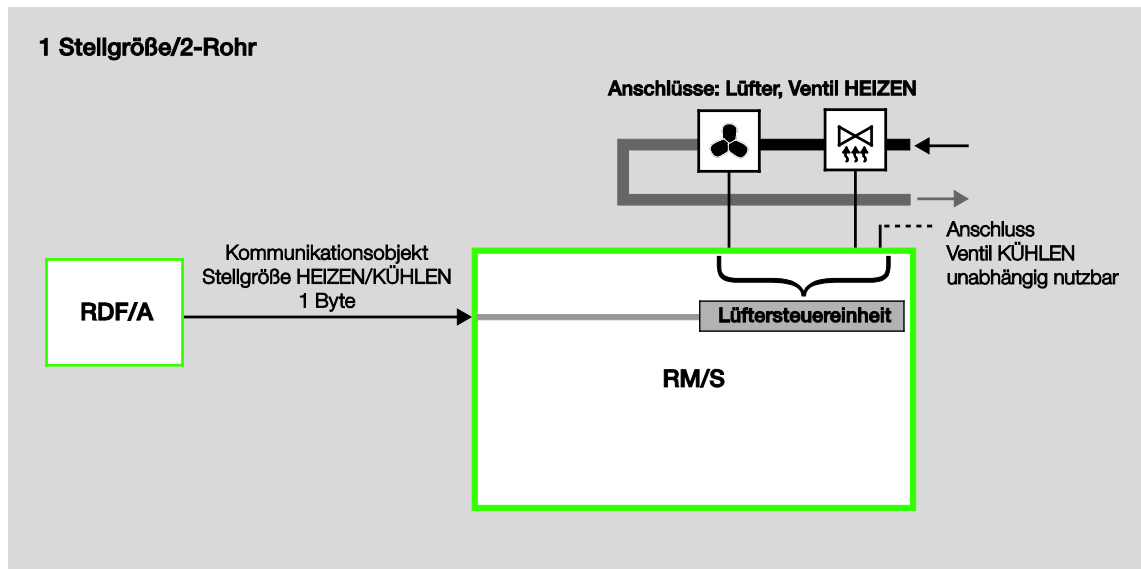 1 Stellgröße/2-Rohr
Anschlüsse: Lüfter, Ventil HEIZEN
Kommunikationsobjekt
Stellgröße HEIZEN/KÜHLEN
1 Byte
Anschluss
Ventil KÜHLEN
unabhängig nutzbar
RDF/A
Lüftersteuereinheit
RM/S